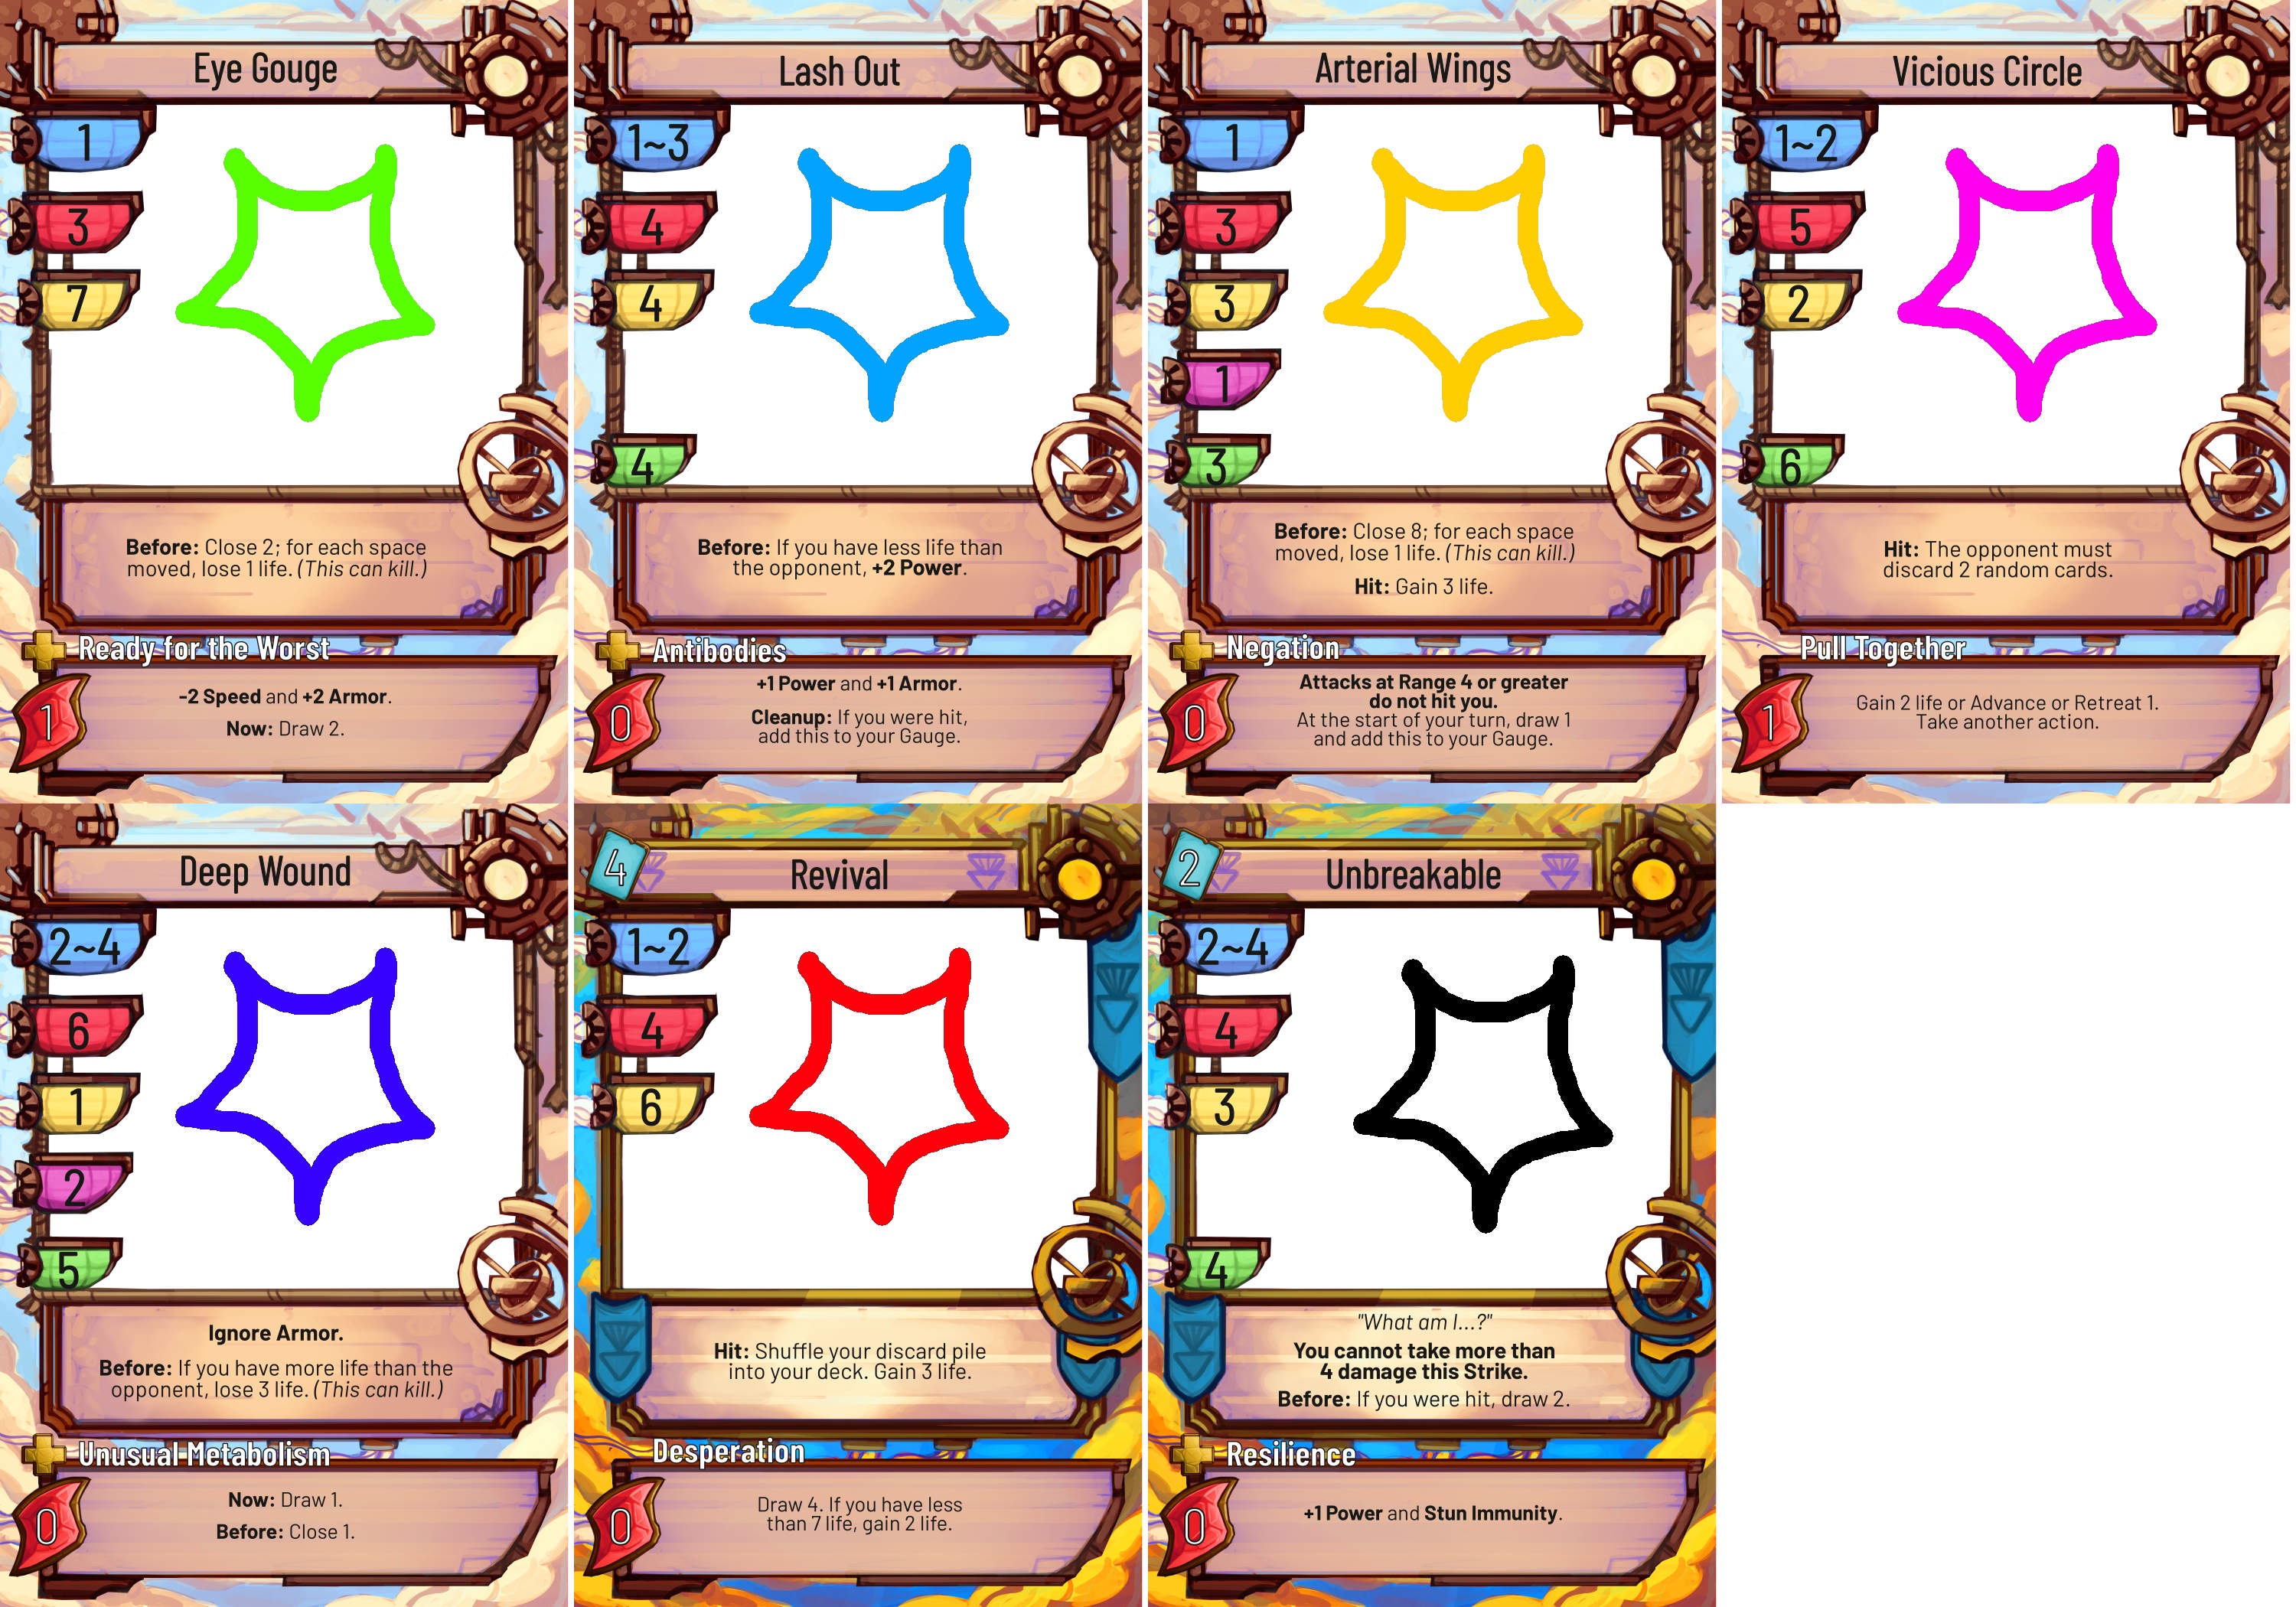 Eye Gouge
1
3
7
Before: Close 2; for each space
moved, lose 1 life. (This can kill.)
Ready for the Worst
1
-2 Speed and +2 Armor.
Now: Draw 2.
Lash Out
1~3
4
4
4
Before: If you have less life than
the opponent, +2 Power.
Antibodies
0
+1 Power and +1 Armor.
Cleanup: If you were hit,
add this to your Gauge.
Arterial Wings
1
3
3
1
3
Before: Close 8; for each space
moved, lose 1 life. (This can kill.)
Hit: Gain 3 life.
Negation
0
Attacks at Range 4 or greater
do not hit you.
At the start of your turn, draw 1
and add this to your Gauge.
Vicious Circle
1~2
5
2
6
Hit: The opponent must
discard 2 random cards.
Pull Together
1
Gain 2 life or Advance or Retreat 1.
Take another action.
Deep Wound
2~4
6
1
2
5
Ignore Armor.
Before: If you have more life than the
opponent, lose 3 life. (This can kill.)
Unusual Metabolism
0
Now: Draw 1.
Before: Close 1.
4
Revival
1~2
4
6
Hit: Shuffle your discard pile
into your deck. Gain 3 life.
Desperation
0
Draw 4. If you have less
than 7 life, gain 2 life.
2
Unbreakable
2~4
4
3
4
"What am I...?"
You cannot take more than
4 damage this Strike.
Before: If you were hit, draw 2.
Resilience
0
+1 Power and Stun Immunity.